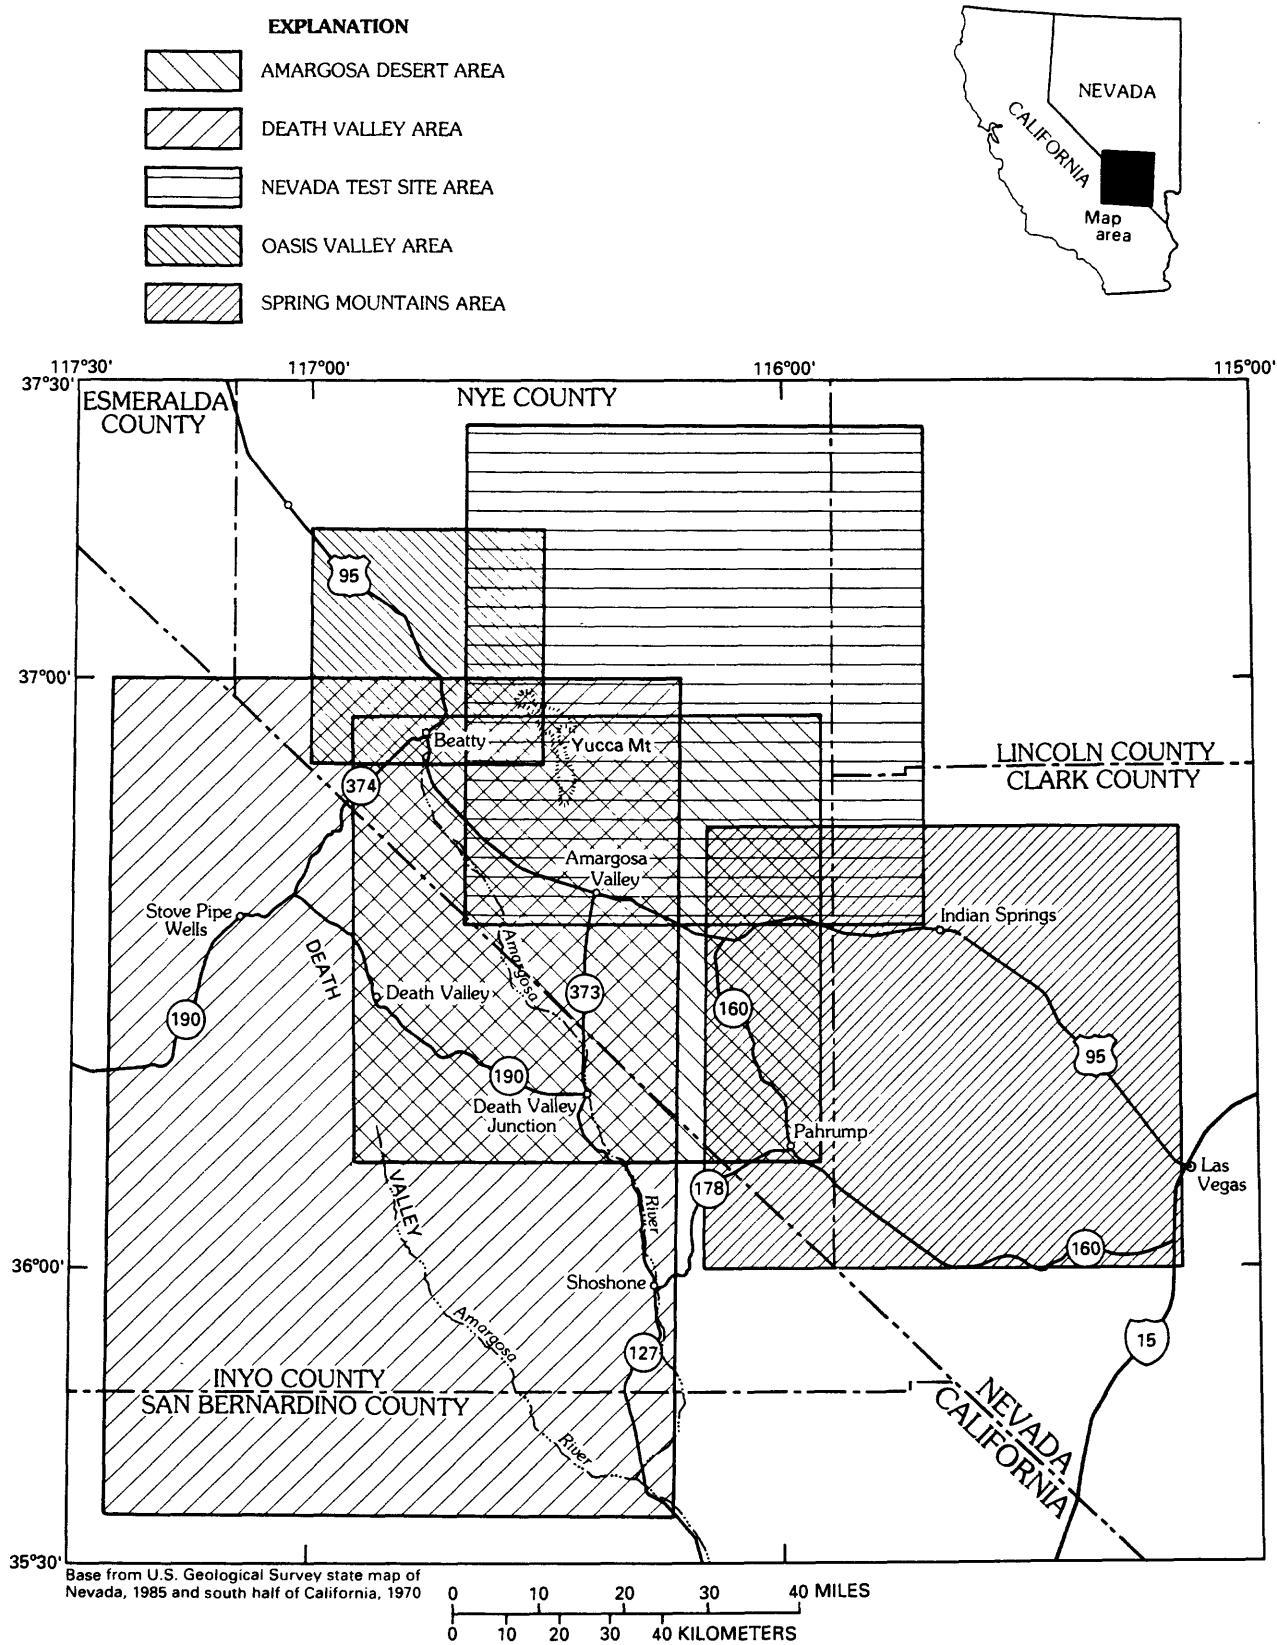 EXPLANATION
AMARGOSA DESERT AREA
DEATH VALLEY AREA
NEVADA TEST SITE AREA
OASIS VALLEY AREA
SPRING MOUNTAINS AREA
NEVADA
CALIFORNIA
Map
area
117°30'
117°00'
116°00'
115°00'
37°30'
ESMERALDA
COUNTY
NYE COUNTY
95
37°00'
Beatty
Yucca Mt
LINCOLN COUNTY
CLARK COUNTY
374
Amargosa
Valley
Stove Pipe
Wells
Indian Springs
DEATH
Amargosa
Death Valley
373
160
190
95
190
Death Valley
Junction
Pahrump
Las
Vegas
VALLEY
178
River
160
36°00'
Shoshone
Amargosa
127
15
INYO COUNTY
SAN BERNARDINO COUNTY
NEVADA
CALIFORNIA
River
35°30'
Base from U.S. Geological Survey state map of
Nevada, 1985 and south half of California, 1970
0 10 20 30 40 MILES
0 10 20 30 40 KILOMETERS